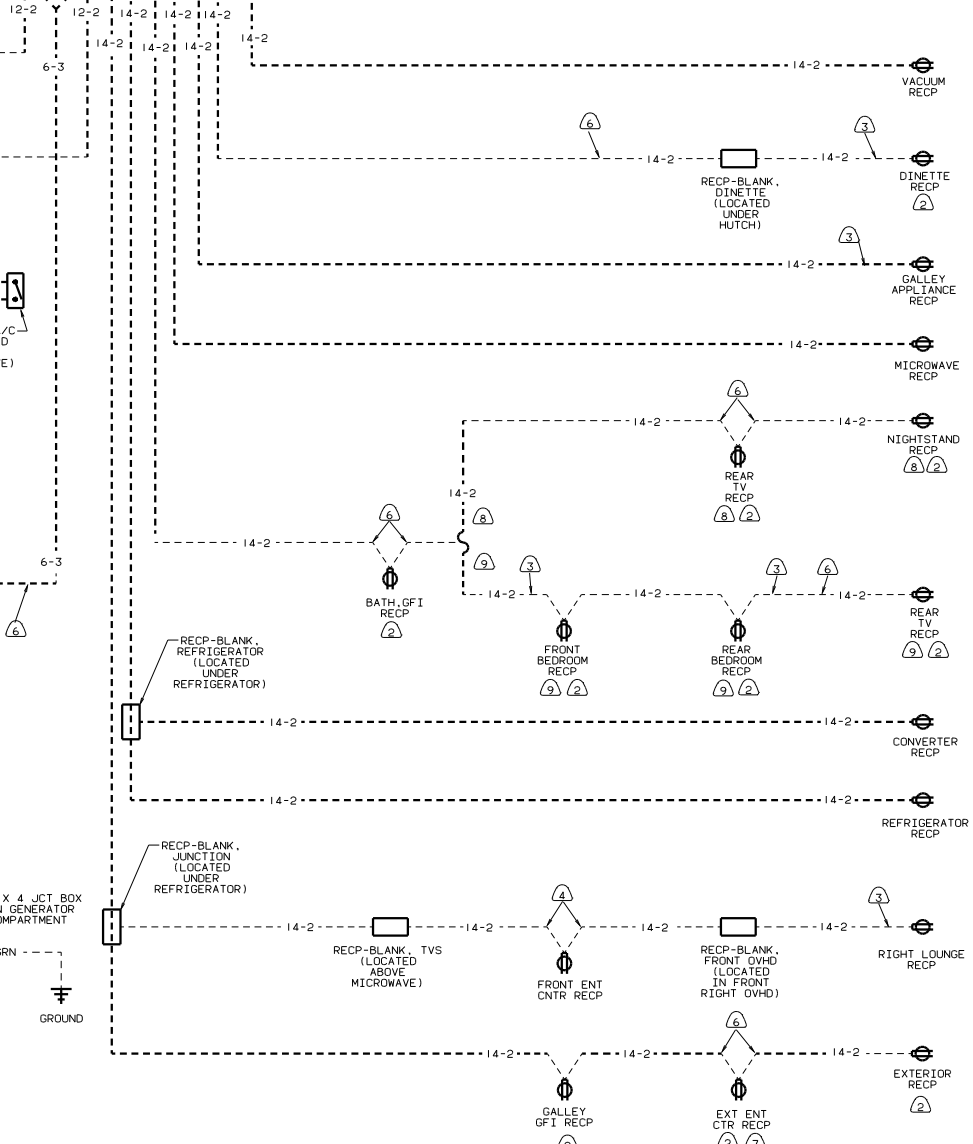 12-2
12-2
14-2
14-2
14-2
14-2
14-2
14-2
14-2
6-3
14-2
VACUUM
RECP
6
3
14-2
14-2
RECP-BLANK,
DINETTE
(LOCATED
UNDER
HUTCH)
DINETTE
RECP
2
3
14-2
GALLEY
APPLIANCE
RECP
/C
D
E)
14-2
MICROWAVE
RECP
6
14-2
14-2
NIGHTSTAND
RECP
8 2
REAR
TV
RECP
8 2
14-2
6
8
14-2
9
BATH,GFI
RECP
2
6-3
6
3
3
6
14-2
14-2
14-2
FRONT
BEDROOM
RECP
9 2
REAR
BEDROOM
RECP
9 2
REAR
TV
RECP
9 2
RECP-BLANK,
REFRIGERATOR
(LOCATED
UNDER
REFRIGERATOR)
14-2
14-2
CONVERTER
RECP
14-2
14-2
REFRIGERATOR
RECP
RECP-BLANK,
JUNCTION
(LOCATED
UNDER
REFRIGERATOR)
X 4 JCT BOX
N GENERATOR
OMPARTMENT
GRN
GROUND
4
3
14-2
14-2
14-2
14-2
RECP-BLANK, TVS
(LOCATED
ABOVE
MICROWAVE)
FRONT ENT
CNTR RECP
RECP-BLANK,
FRONT OVHD
(LOCATED
IN FRONT
RIGHT OVHD)
RIGHT LOUNGE
RECP
6
14-2
14-2
14-2
GALLEY
GFI RECP
EXT ENT
CTR RECP
EXTERIOR
RECP
2